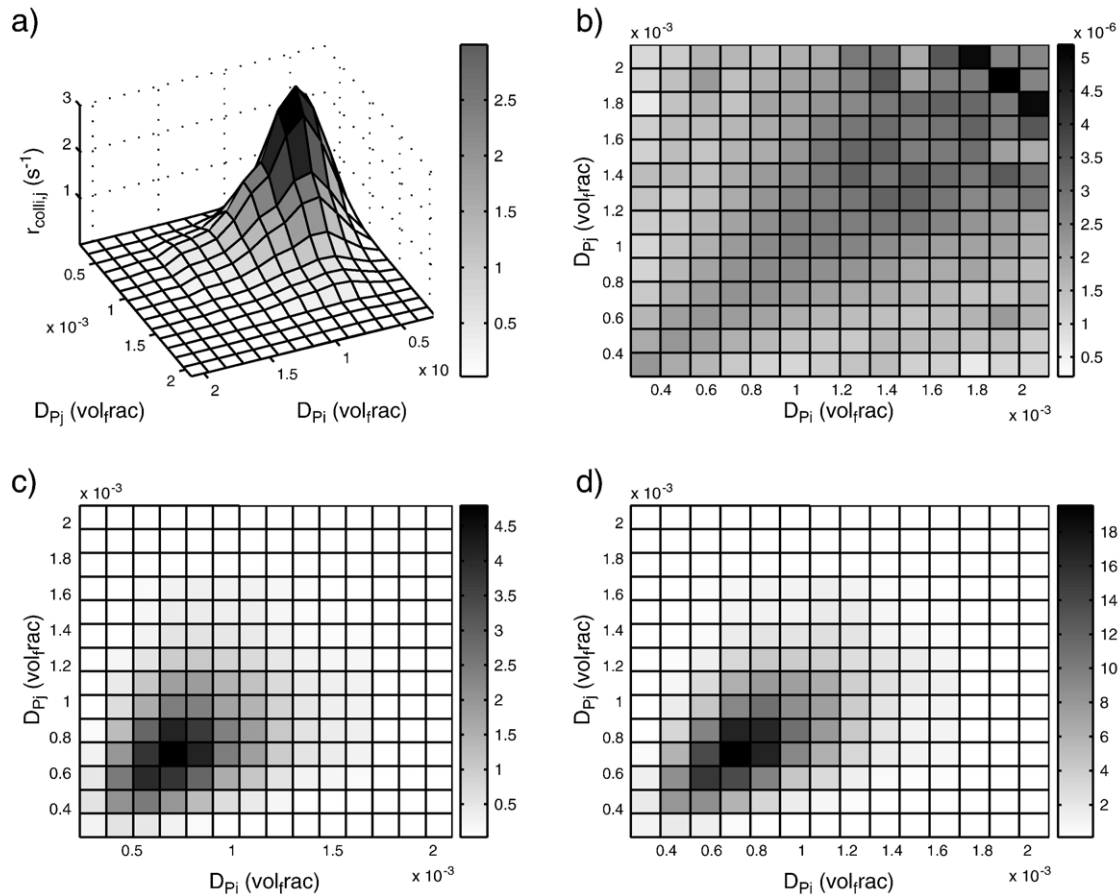 a)
3
2
1
r_colli,j (s^-1)
0.5
1
x 10^-3
1.5
2
D_Pj (vol_frac)
2
1.5
1
0.5
x 10
D_Pi (vol_frac)
2.5
2
1.5
1
0.5
b)
x 10^-3
2
1.8
1.6
1.4
1.2
1
0.8
0.6
0.4
D_Pj (vol_frac)
0.4 0.6 0.8 1 1.2 1.4 1.6 1.8 2
D_Pi (vol_frac)
x 10^-3
x 10^-6
5
4.5
4
3.5
3
2.5
2
1.5
1
0.5
c)
x 10^-3
2
1.8
1.6
1.4
1.2
1
0.8
0.6
0.4
D_Pj (vol_frac)
0.5 1 1.5 2
D_Pi (vol_frac)
x 10^-3
4.5
4
3.5
3
2.5
2
1.5
1
0.5
d)
x 10^-3
2
1.8
1.6
1.4
1.2
1
0.8
0.6
0.4
D_Pj (vol_frac)
0.4 0.6 0.8 1 1.2 1.4 1.6 1.8 2
D_Pi (vol_frac)
x 10^-3
18
16
14
12
10
8
6
4
2